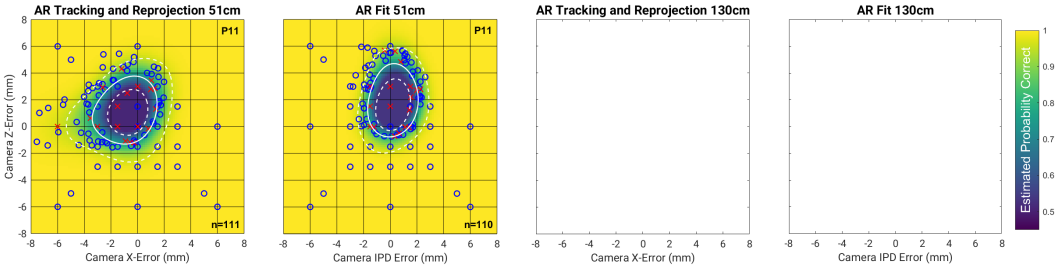 AR Tracking and Reprojection 51cm
AR Fit 51cm
AR Tracking and Reprojection 130cm
AR Fit 130cm
Camera Z-Error (mm)
8
6
4
2
0
-2
-4
-6
-8
P11
n=111
-8 -6 -4 -2 0 2 4 6 8
Camera X-Error (mm)
P11
n=110
-8 -6 -4 -2 0 2 4 6 8
Camera IPD Error (mm)
-8 -6 -4 -2 0 2 4 6 8
Camera X-Error (mm)
-8 -6 -4 -2 0 2 4 6 8
Camera IPD Error (mm)
Estimated Probability Correct
1
0.9
0.8
0.7
0.6
0.5